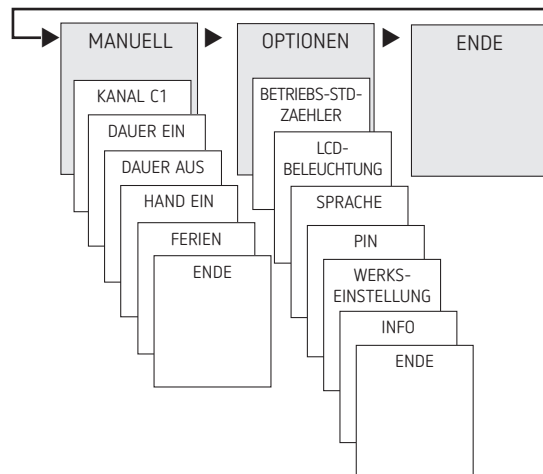 MANUELL
KANAL C1
DAUER EIN
DAUER AUS
HAND EIN
FERIEN
ENDE
OPTIONEN
BETRIEBS-STD-
ZAEHLER
LCD-
BELEUCHTUNG
SPRACHE
PIN
WERKS-
EINSTELLUNG
INFO
ENDE
ENDE